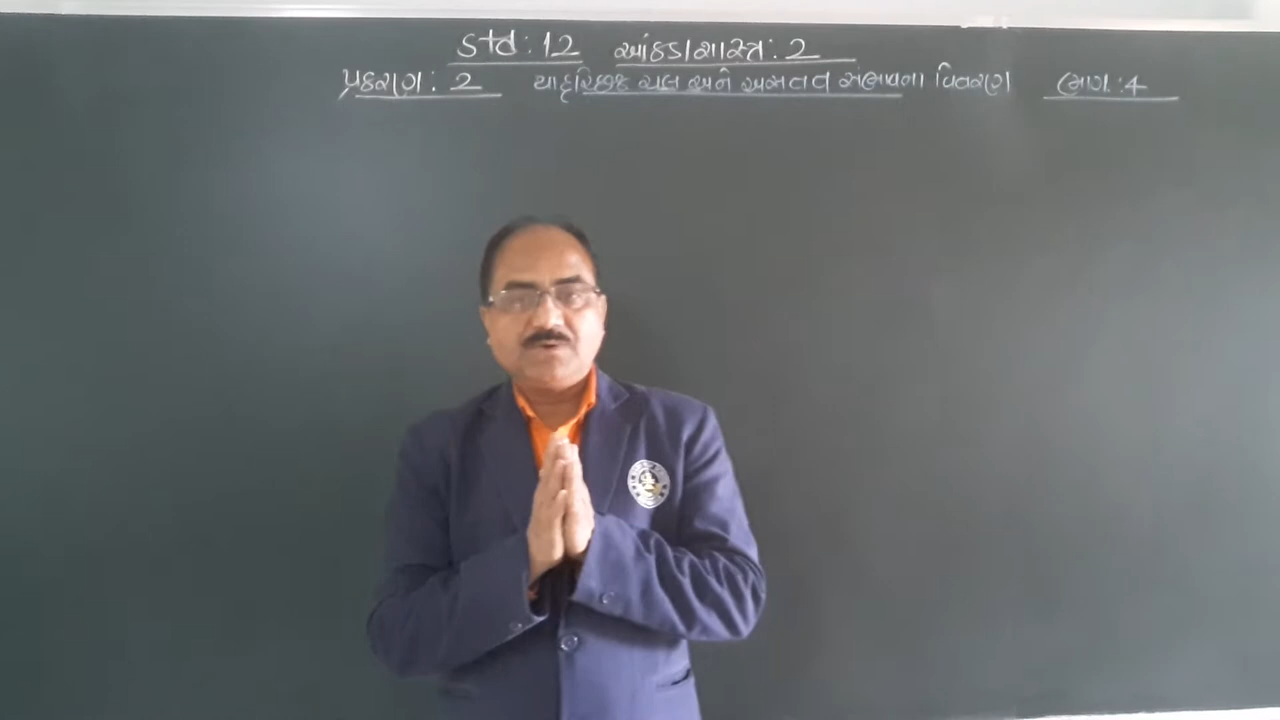 Std : 12 આંકડાશાસ્ત્ર : 2
પ્રકરણ : 2 યાદૃચ્છિક ચલ અને અસતત સંભાવના વિતરણ ભાગ : 4